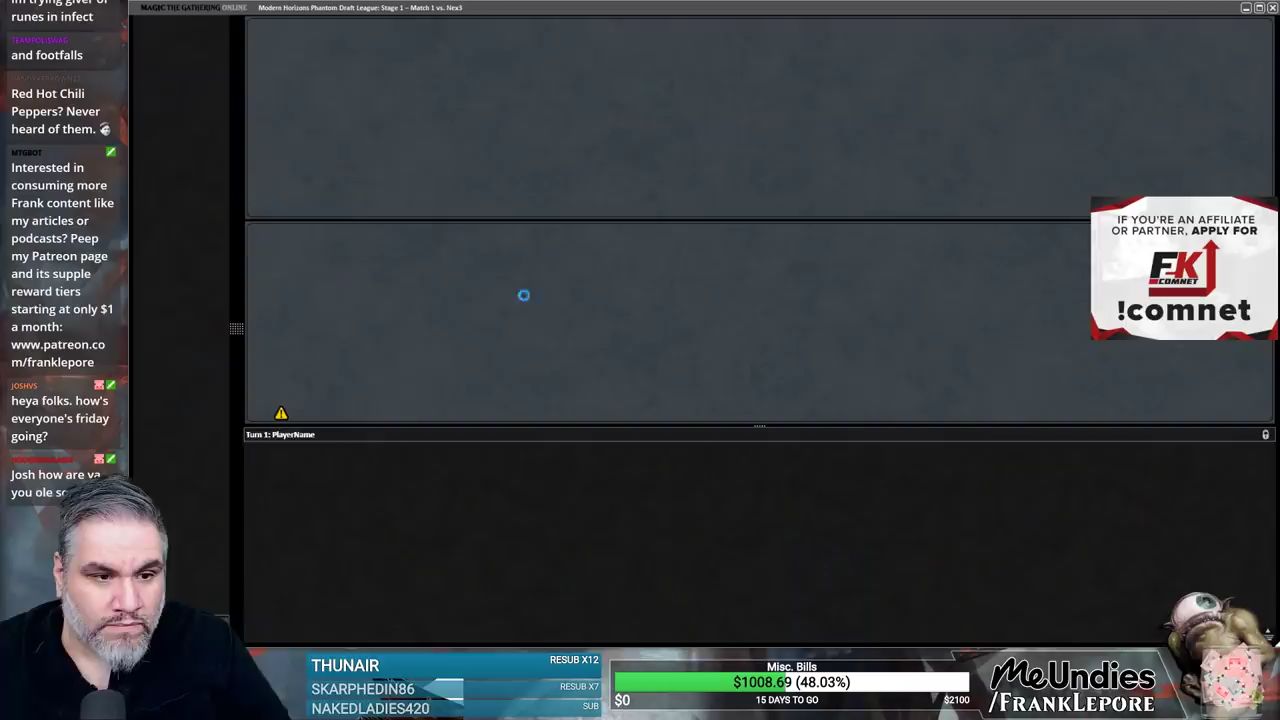 runes in infect
TEAMPOLISWAG
and footfalls
Red Hot Chili
Peppers? Never
heard of them.
MTGBOT
Interested in
consuming more
Frank content like
my articles or
podcasts? Peep
my Patreon page
and its supple
reward tiers
starting at only $1
a month:
www.patreon.co
m/franklepore
JOSHVS
heya folks. how's
everyone's friday
going?
Josh how are ya
you ole
MAGIC THE GATHERING ONLINE
Modern Horizons Phantom Draft League: Stage 1 - Match 1 vs. Nex3
IF YOU'RE AN AFFILIATE
OR PARTNER, APPLY FOR
COMNET
!comnet
Turn 1: PlayerName
THUNAIR
RESUB X12
SKARPHEDIN86
RESUB X7
NAKEDLADIES420
SUB
Misc. Bills
$1008.69 (48.03%)
$0
15 DAYS TO GO
$2100
MeUndies
/FRANKLEPORE